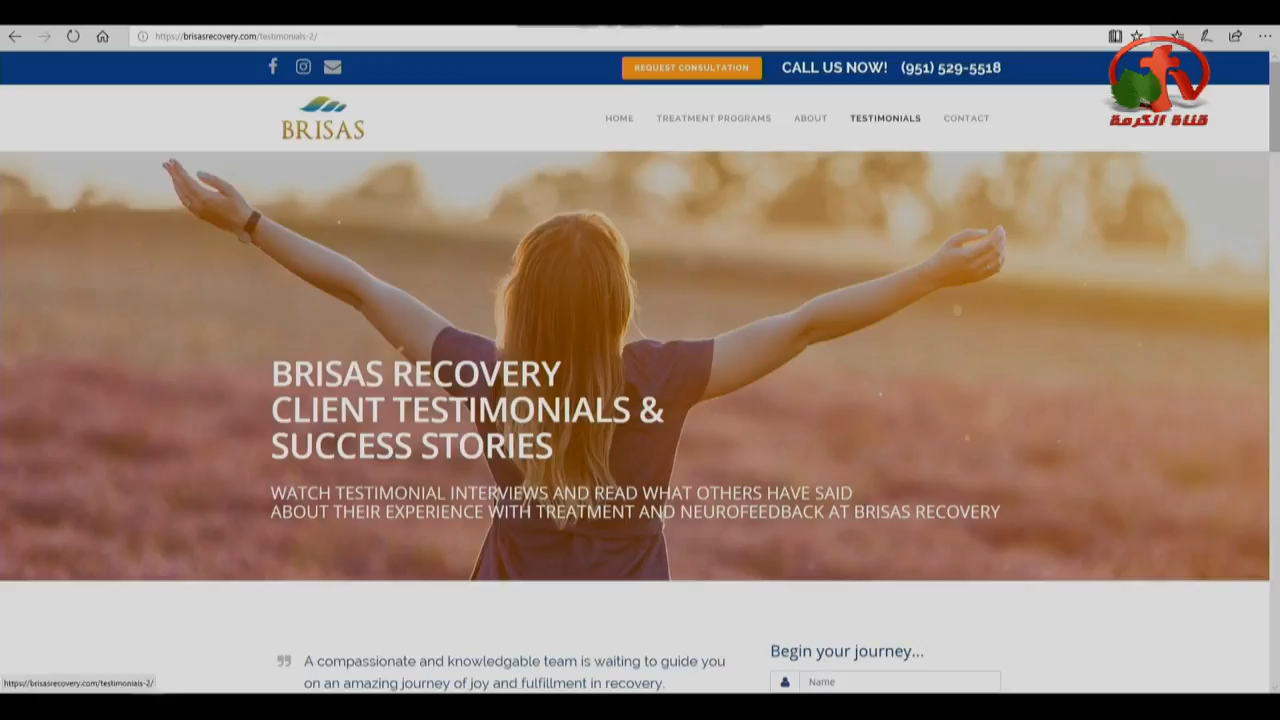 https://brisasrecovery.com/testimonials-2/
REQUEST CONSULTATION
CALL US NOW! (951) 529-5518
tv
قناة الكرمة
BRISAS
HOME TREATMENT PROGRAMS ABOUT TESTIMONIALS CONTACT
BRISAS RECOVERY
CLIENT TESTIMONIALS &
SUCCESS STORIES
WATCH TESTIMONIAL INTERVIEWS AND READ WHAT OTHERS HAVE SAID
ABOUT THEIR EXPERIENCE WITH TREATMENT AND NEUROFEEDBACK AT BRISAS RECOVERY
A compassionate and knowledgable team is waiting to guide you
on an amazing journey of joy and fulfillment in recovery.
Begin your journey...
Name
https://brisasrecovery.com/testimonials-2/